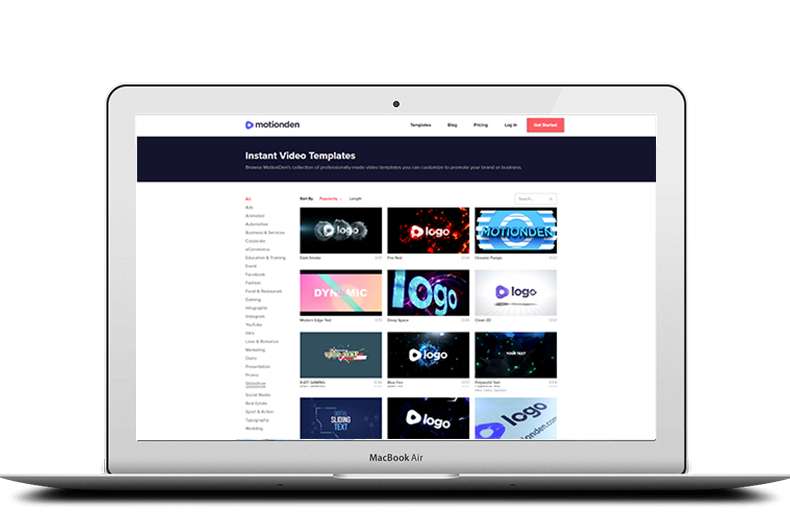 motionden
Templates Blog Pricing Log In Get Started
Instant Video Templates
Browse MotionDen's collection of professionally made video templates you can customize to promote your brand or business.
All
Sort By. Popularity Length
Search...
Ads
Animated
Automotive
Business & Services
Corporate
eCommerce
Education & Training
Event
Facebook
Fashion
Food & Restaurant
Gaming
Infographic
Instagram
YouTube
Intro
Love & Romance
Marketing
Presentation
Promo
Slideshow
Social Media
Real Estate
Sport & Action
Typography
Wedding
logo
logo
MOTIONDEN
Dark Smoke
Fire Red
Oceanic Pumps
DYNAMIC
logo
logo
Modern Edge Text
Deep Space
Clean 3D
logo
YOUR TEXT
Blue Fire
Polyworld Text
DIGITAL
SLIDING
TEXT
logo
logo
MacBook Air